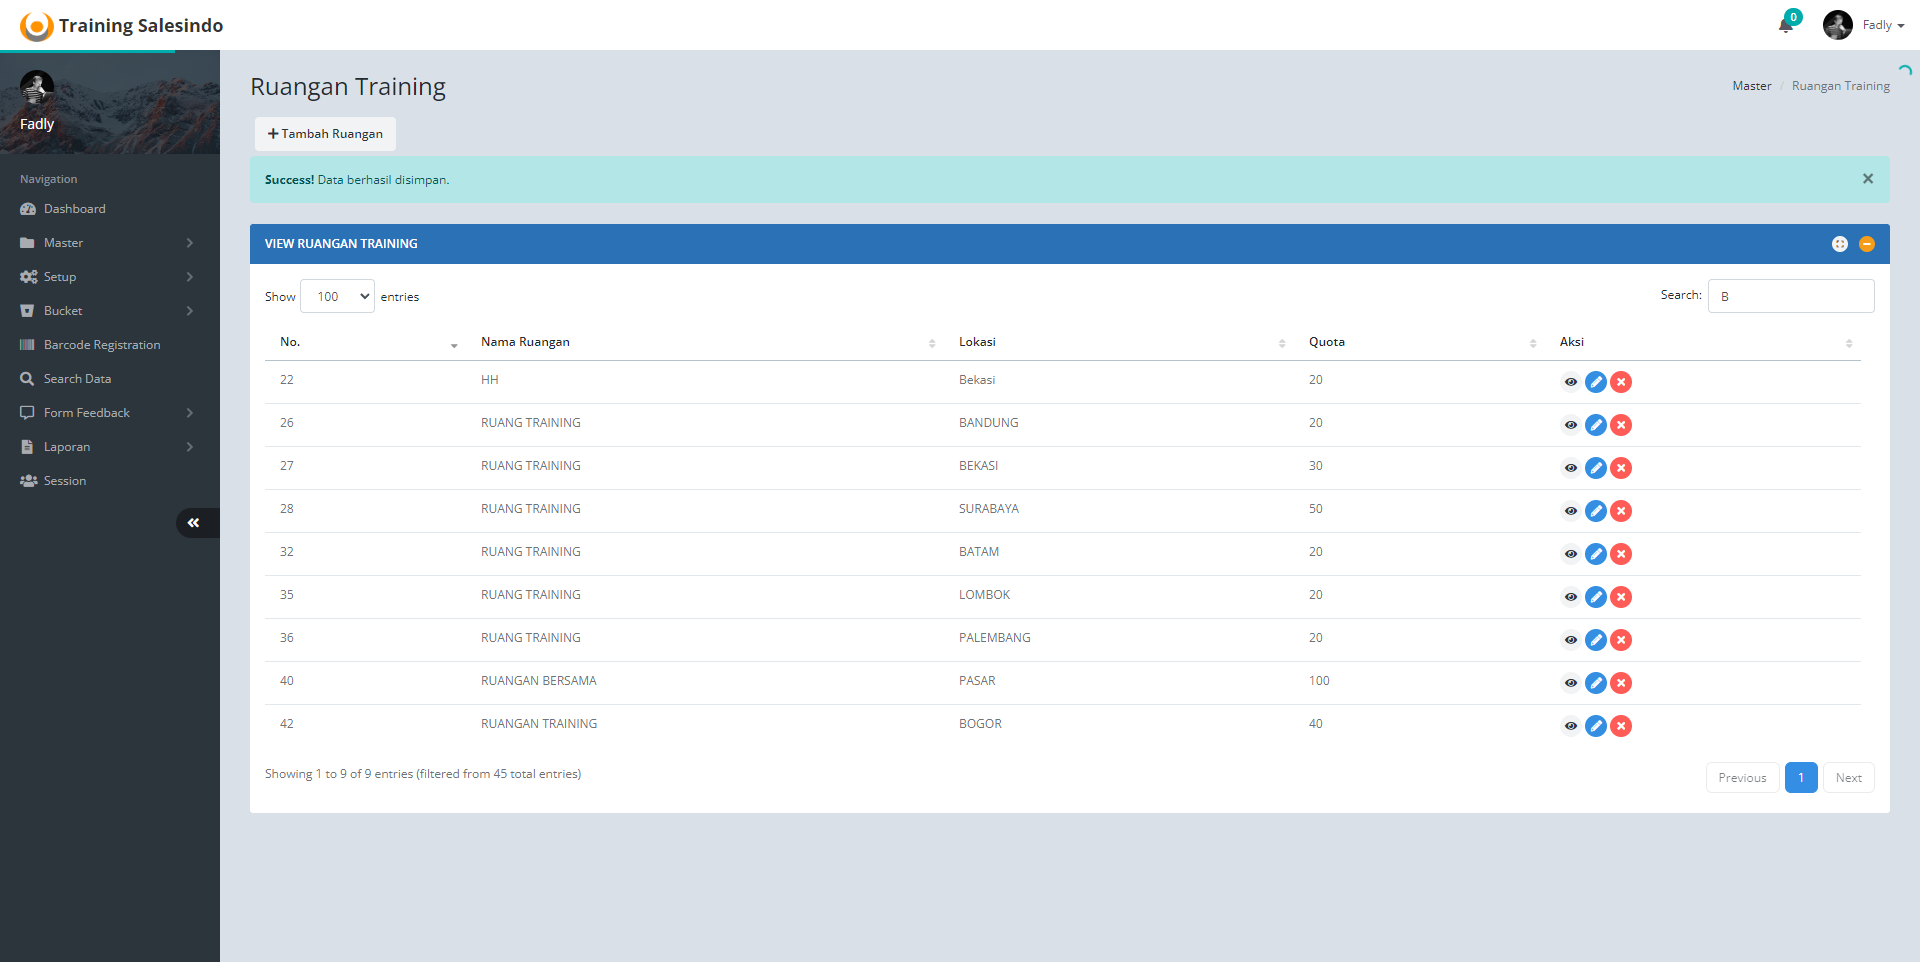 Training Salesindo
0
Fadly
Fadly
Navigation
Dashboard
Master
Setup
Bucket
Barcode Registration
Search Data
Form Feedback
Laporan
Session
Ruangan Training
Master / Ruangan Training
Tambah Ruangan
Success! Data berhasil disimpan.
×
VIEW RUANGAN TRAINING
Show 100 entries
Search: B
No. Nama Ruangan Lokasi Quota Aksi
22 HH Bekasi 20
26 RUANG TRAINING BANDUNG 20
27 RUANG TRAINING BEKASI 30
28 RUANG TRAINING SURABAYA 50
32 RUANG TRAINING BATAM 20
35 RUANG TRAINING LOMBOK 20
36 RUANG TRAINING PALEMBANG 20
40 RUANGAN BERSAMA PASAR 100
42 RUANGAN TRAINING BOGOR 40
Showing 1 to 9 of 9 entries (filtered from 45 total entries)
Previous 1 Next